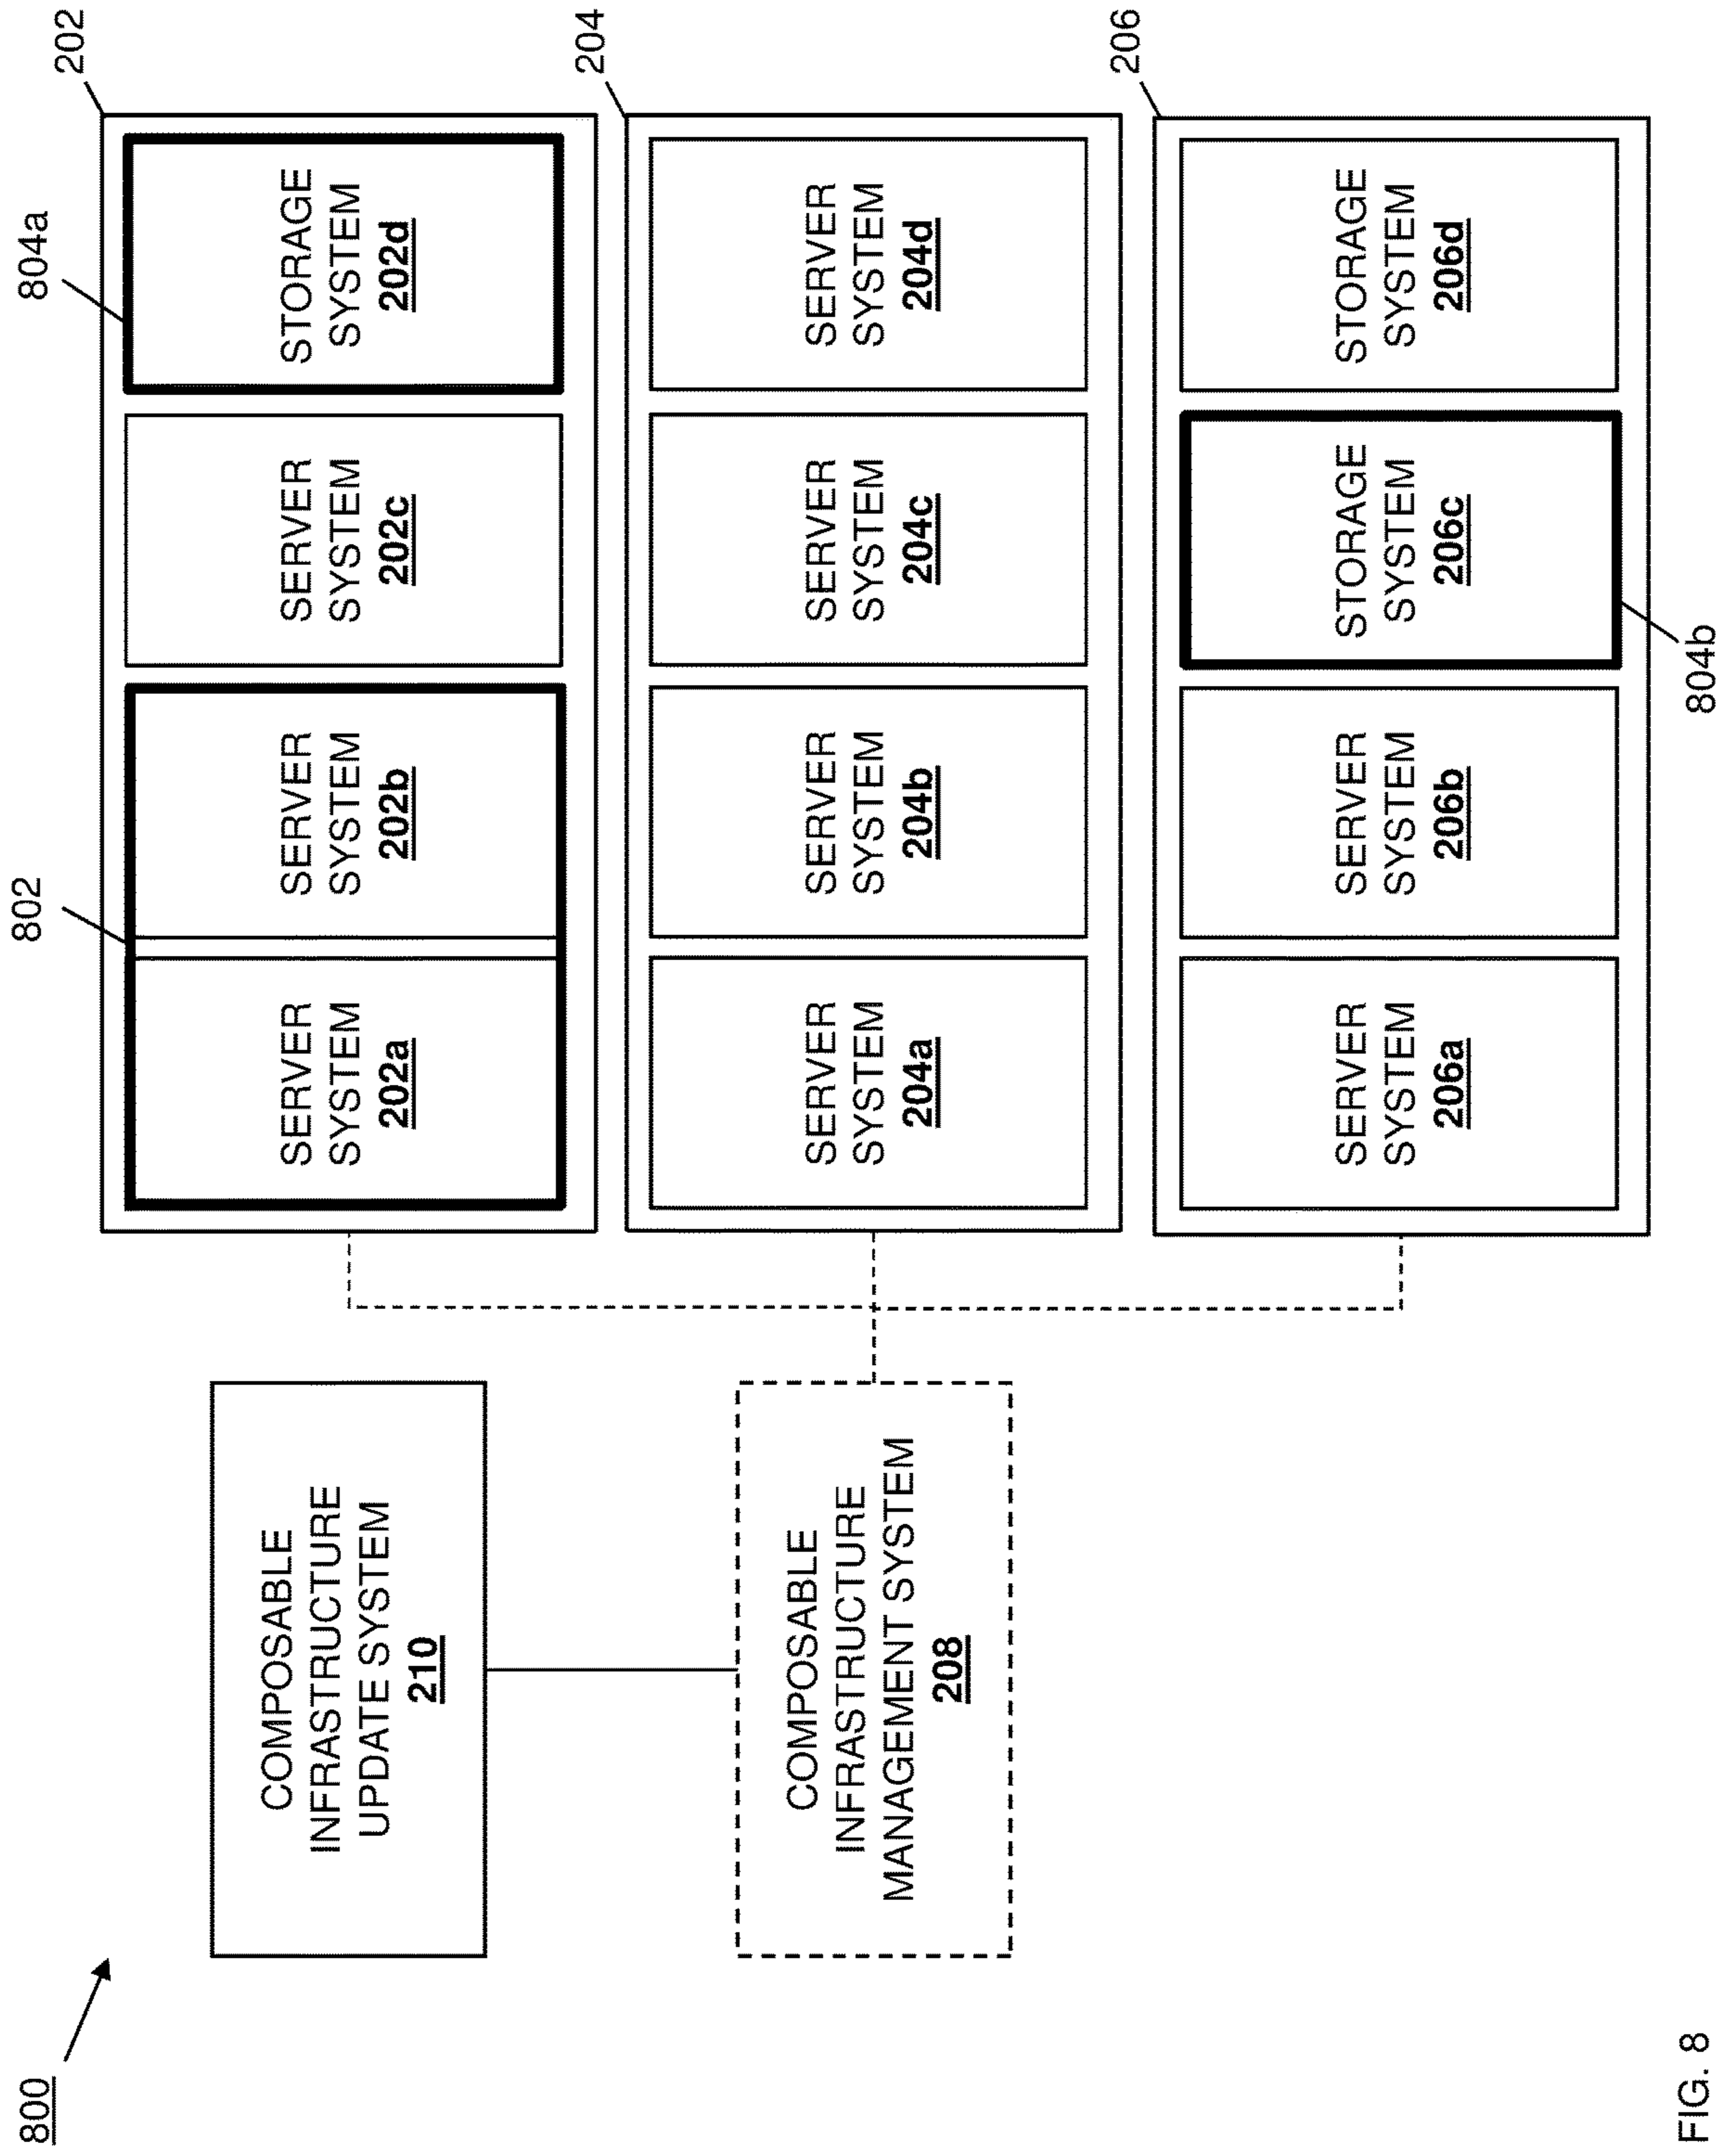 800
COMPOSABLE
INFRASTRUCTURE
UPDATE SYSTEM
210
COMPOSABLE
INFRASTRUCTURE
MANAGEMENT SYSTEM
208
802
804a
202
SERVER
SYSTEM
202a
SERVER
SYSTEM
202b
SERVER
SYSTEM
202c
STORAGE
SYSTEM
202d
204
SERVER
SYSTEM
204a
SERVER
SYSTEM
204b
SERVER
SYSTEM
204c
SERVER
SYSTEM
204d
206
SERVER
SYSTEM
206a
SERVER
SYSTEM
206b
STORAGE
SYSTEM
206c
STORAGE
SYSTEM
206d
804b
FIG. 8